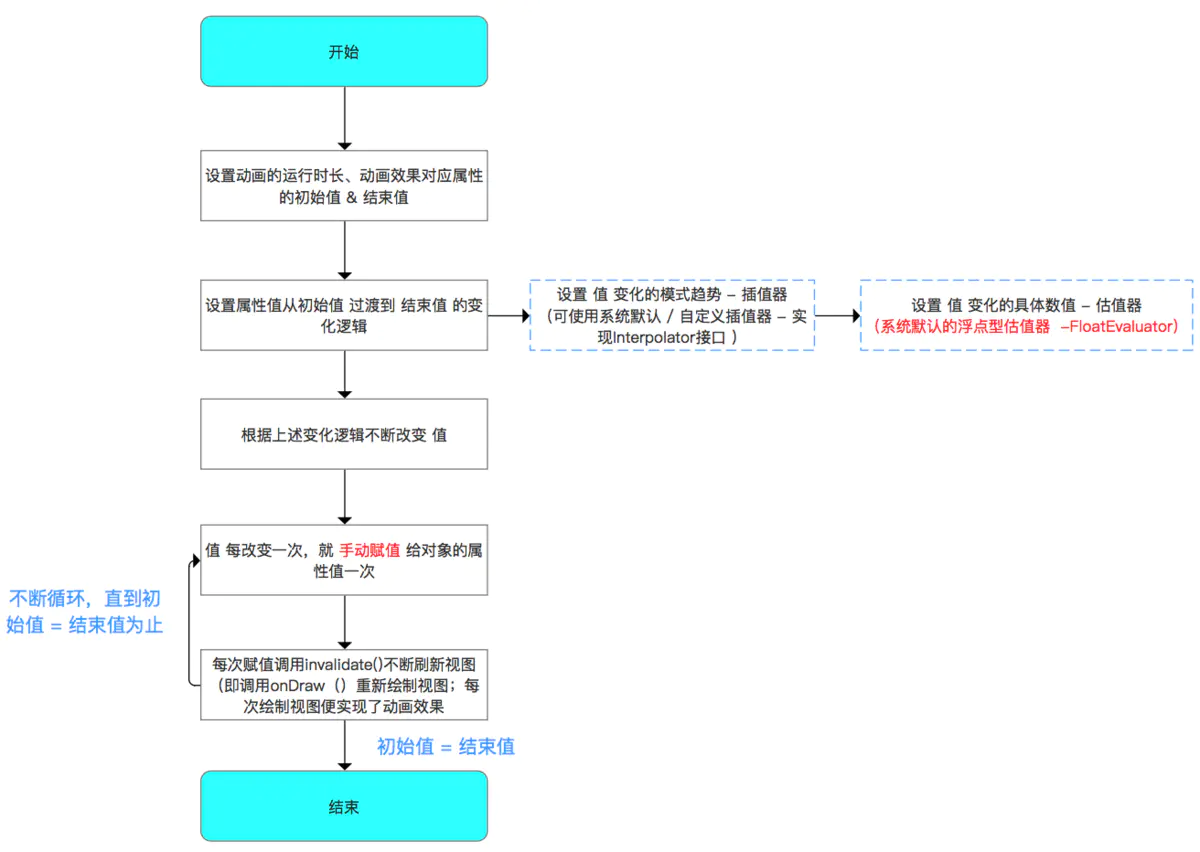 开始
设置动画的运行时长、动画效果对应属性
的初始值 & 结束值
设置属性值从初始值 过渡到 结束值 的变
化逻辑
设置 值 变化的模式趋势 – 插值器
（可使用系统默认 / 自定义插值器 – 实
现Interpolator接口 ）
设置 值 变化的具体数值 – 估值器
（系统默认的浮点型估值器 –FloatEvaluator）
根据上述变化逻辑不断改变 值
值 每改变一次，就 手动赋值 给对象的属
性值一次
不断循环，直到初
始值 = 结束值为止
每次赋值调用invalidate()不断刷新视图
（即调用onDraw（）重新绘制视图；每
次绘制视图便实现了动画效果
初始值 = 结束值
结束